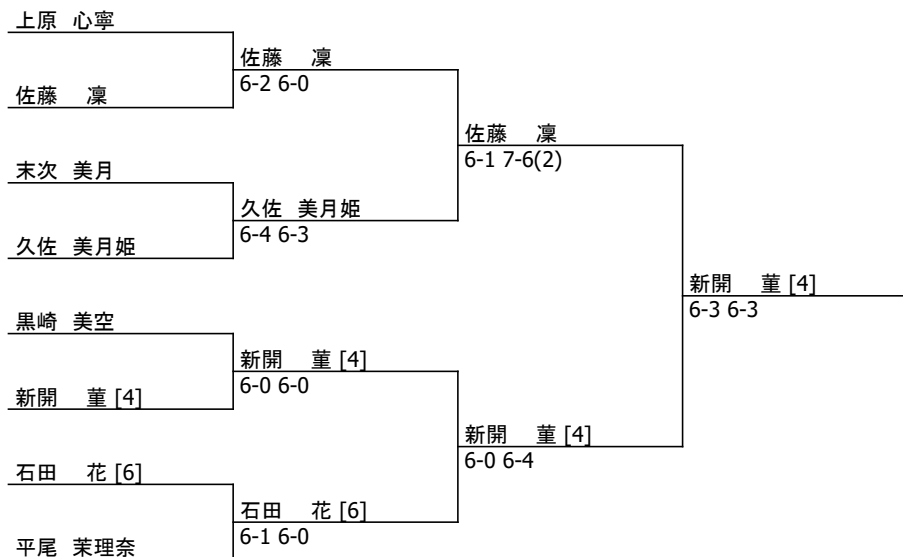 上原 心寧
佐藤 凜
6-2 6-0
佐藤 凜
佐藤 凜
6-1 7-6(2)
末次 美月
久佐 美月姫
6-4 6-3
久佐 美月姫
新開 菫 [4]
6-3 6-3
黒崎 美空
新開 菫 [4]
6-0 6-0
新開 菫 [4]
新開 菫 [4]
6-0 6-4
石田 花 [6]
石田 花 [6]
6-1 6-0
平尾 茉理奈